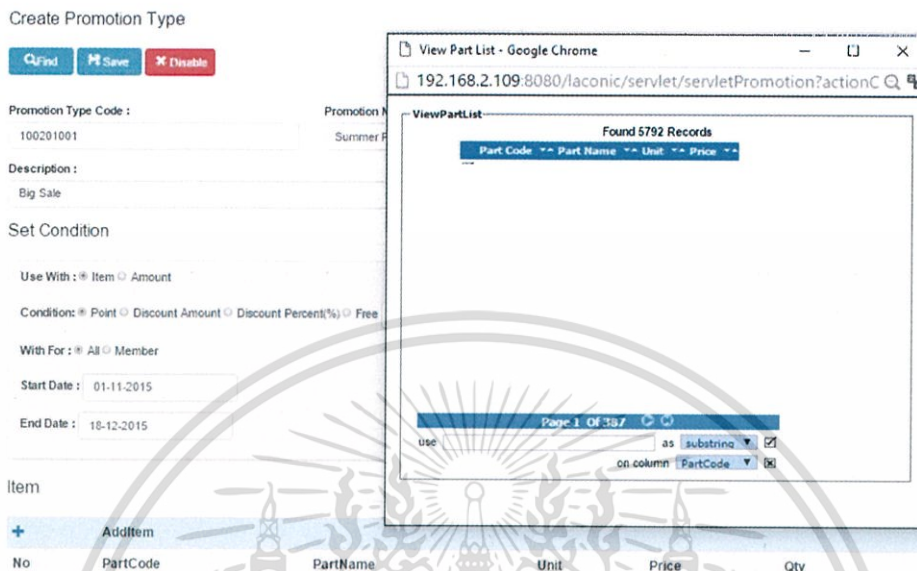 Create Promotion Type
Find Save Disable
Promotion Type Code :
100201001
Promotion
Summer
Description :
Big Sale
Set Condition
Use With : Item Amount
Condition: Point Discount Amount Discount Percent(%) Free
With For : All Member
Start Date : 01-11-2015
End Date : 18-12-2015
Item
+ AddItem
No PartCode PartName Unit Price Qty
View Part List - Google Chrome
192.168.2.109:8080/laconic/servlet/servletPromotion?actionC
ViewPartList
Found 5792 Records
Part Code Part Name Unit Price
Page 1 Of 387
use as substring
on column PartCode